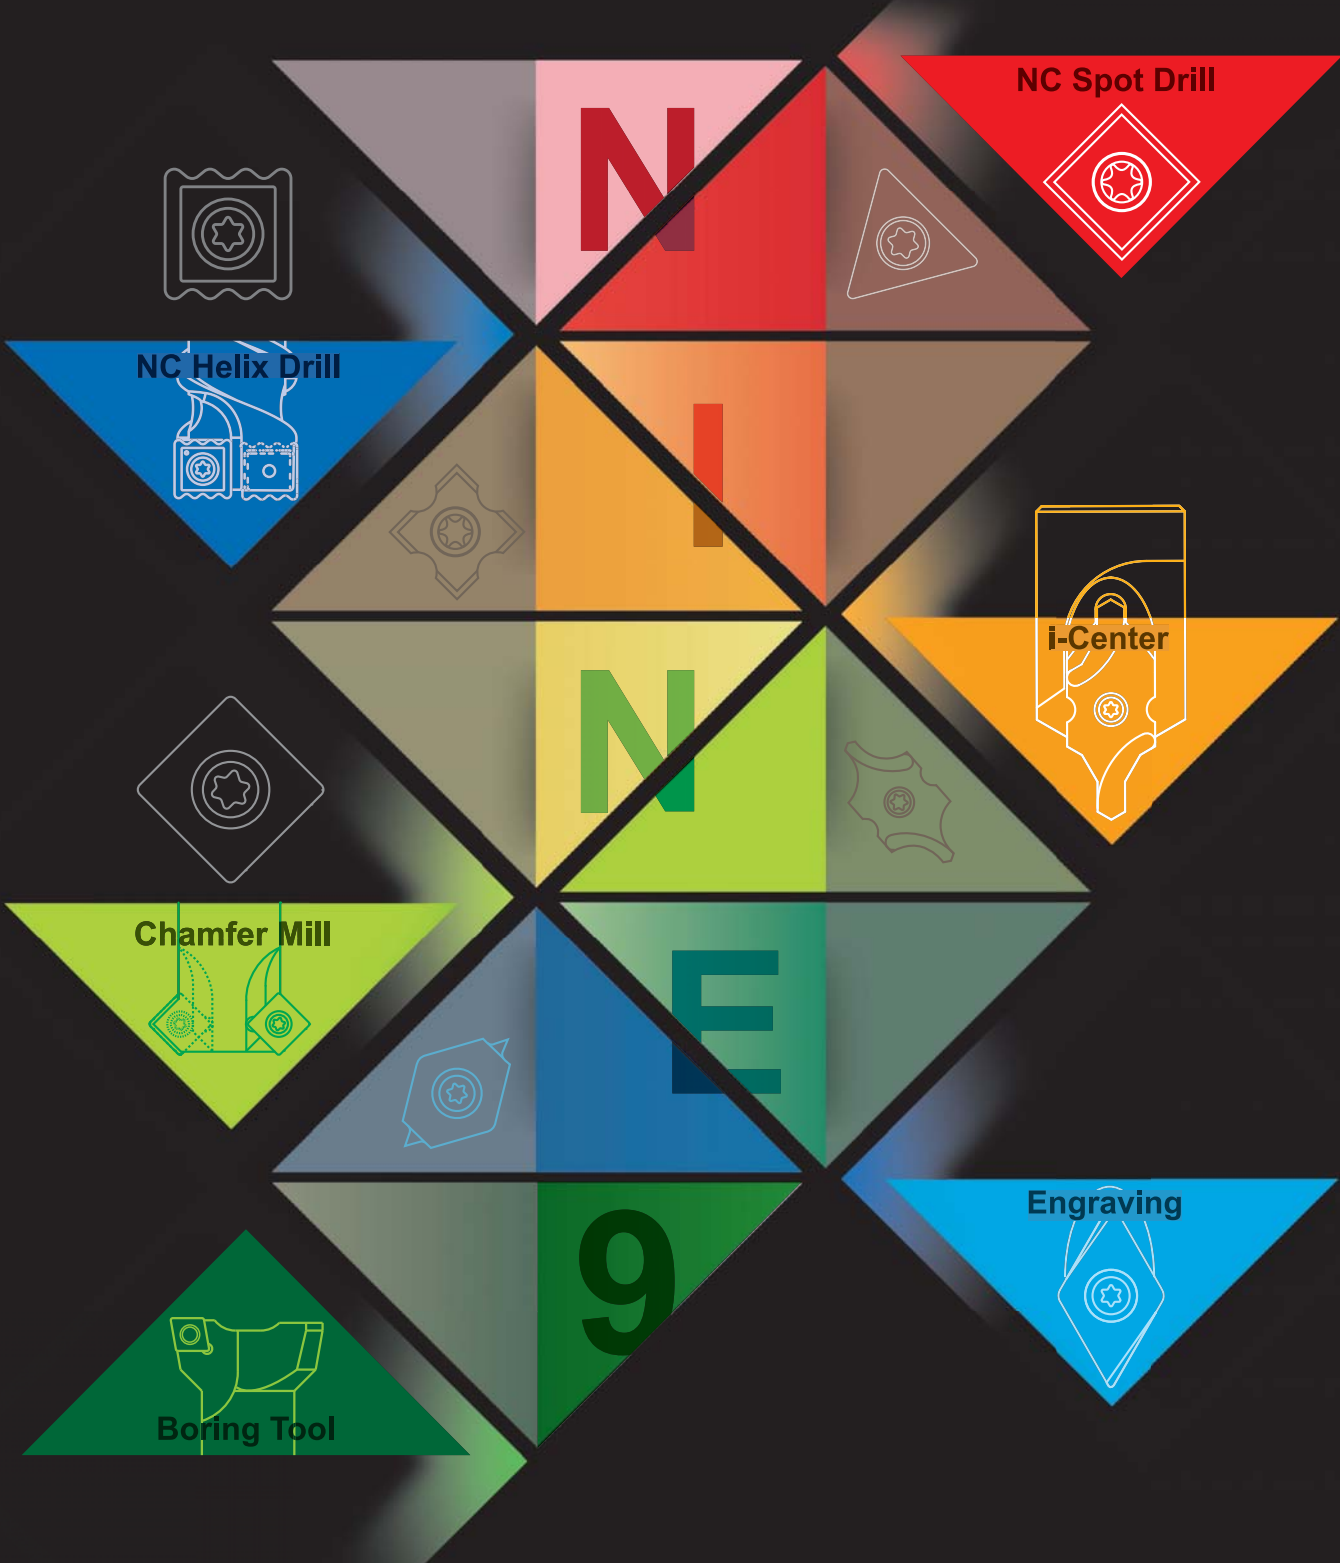 N
NC Spot Drill
NC Helix Drill
I
i-Center
N
Chamfer Mill
E
Engraving
9
Boring Tool